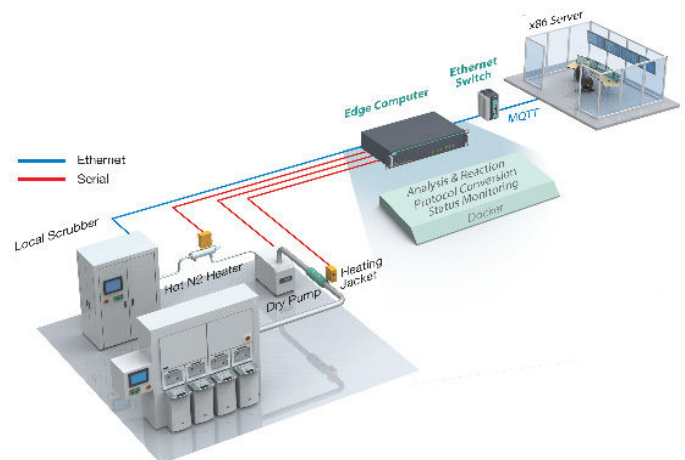 x86 Server
Ethernet
Switch
Edge Computer
MQTT
Ethernet
Serial
Analysis & Reaction
Protocol Conversion
Status Monitoring
Docker
Local Scrubber
Hot N2 Heater
Heating
Jacket
Dry Pump